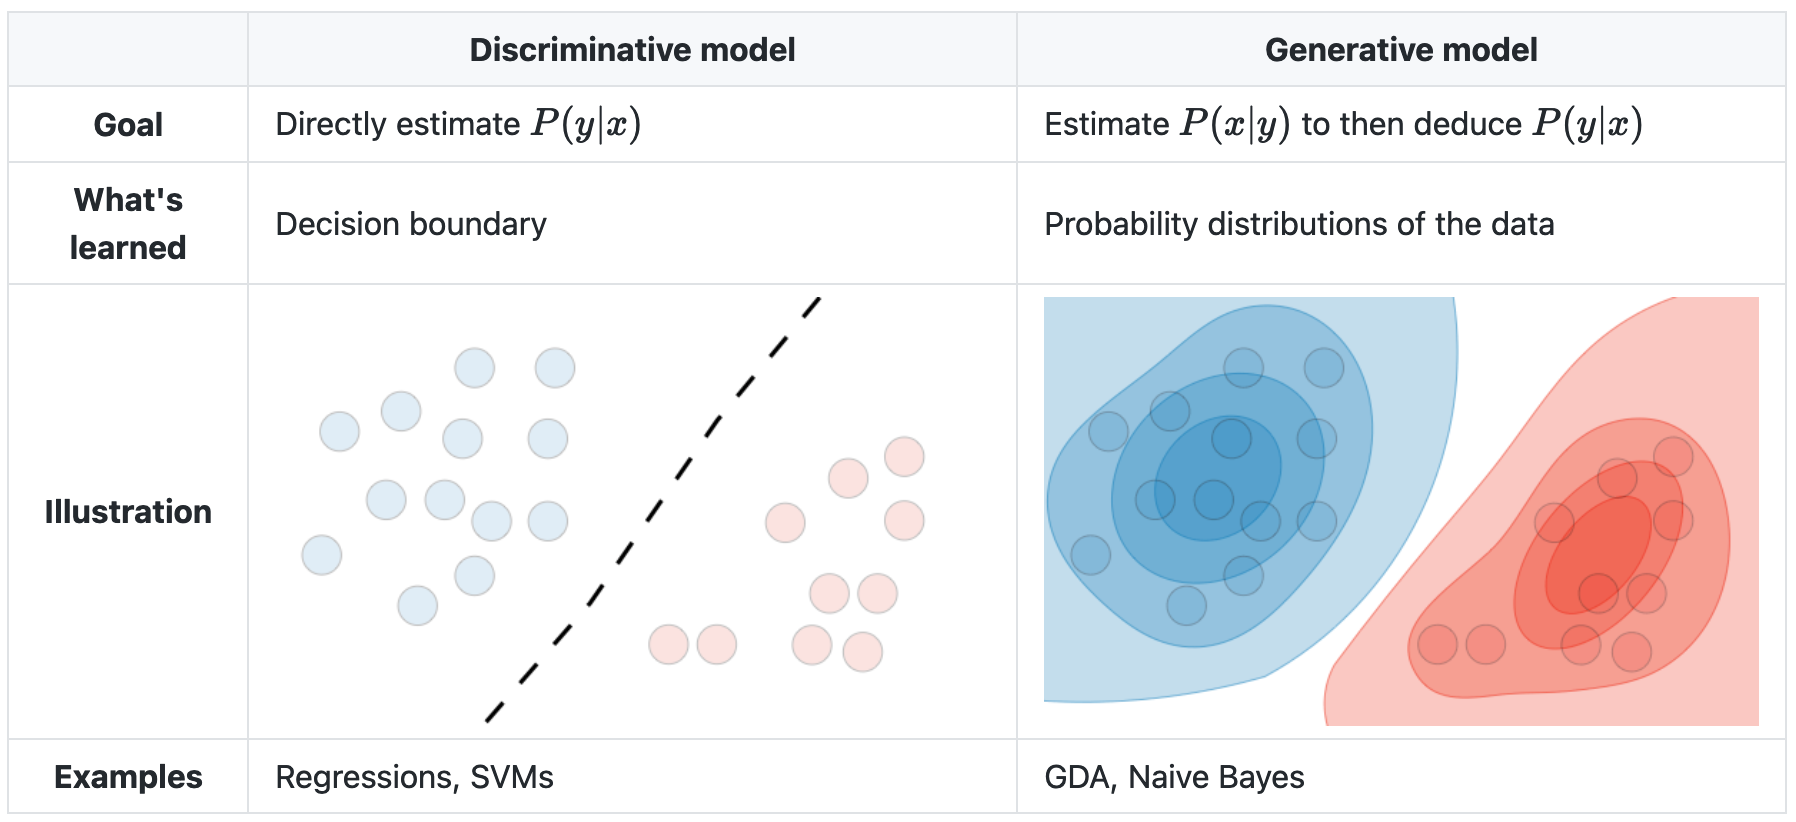 Discriminative model
Generative model
Goal
Directly estimate P(y|x)
Estimate P(x|y) to then deduce P(y|x)
What's
learned
Decision boundary
Probability distributions of the data
Illustration
Examples
Regressions, SVMs
GDA, Naive Bayes